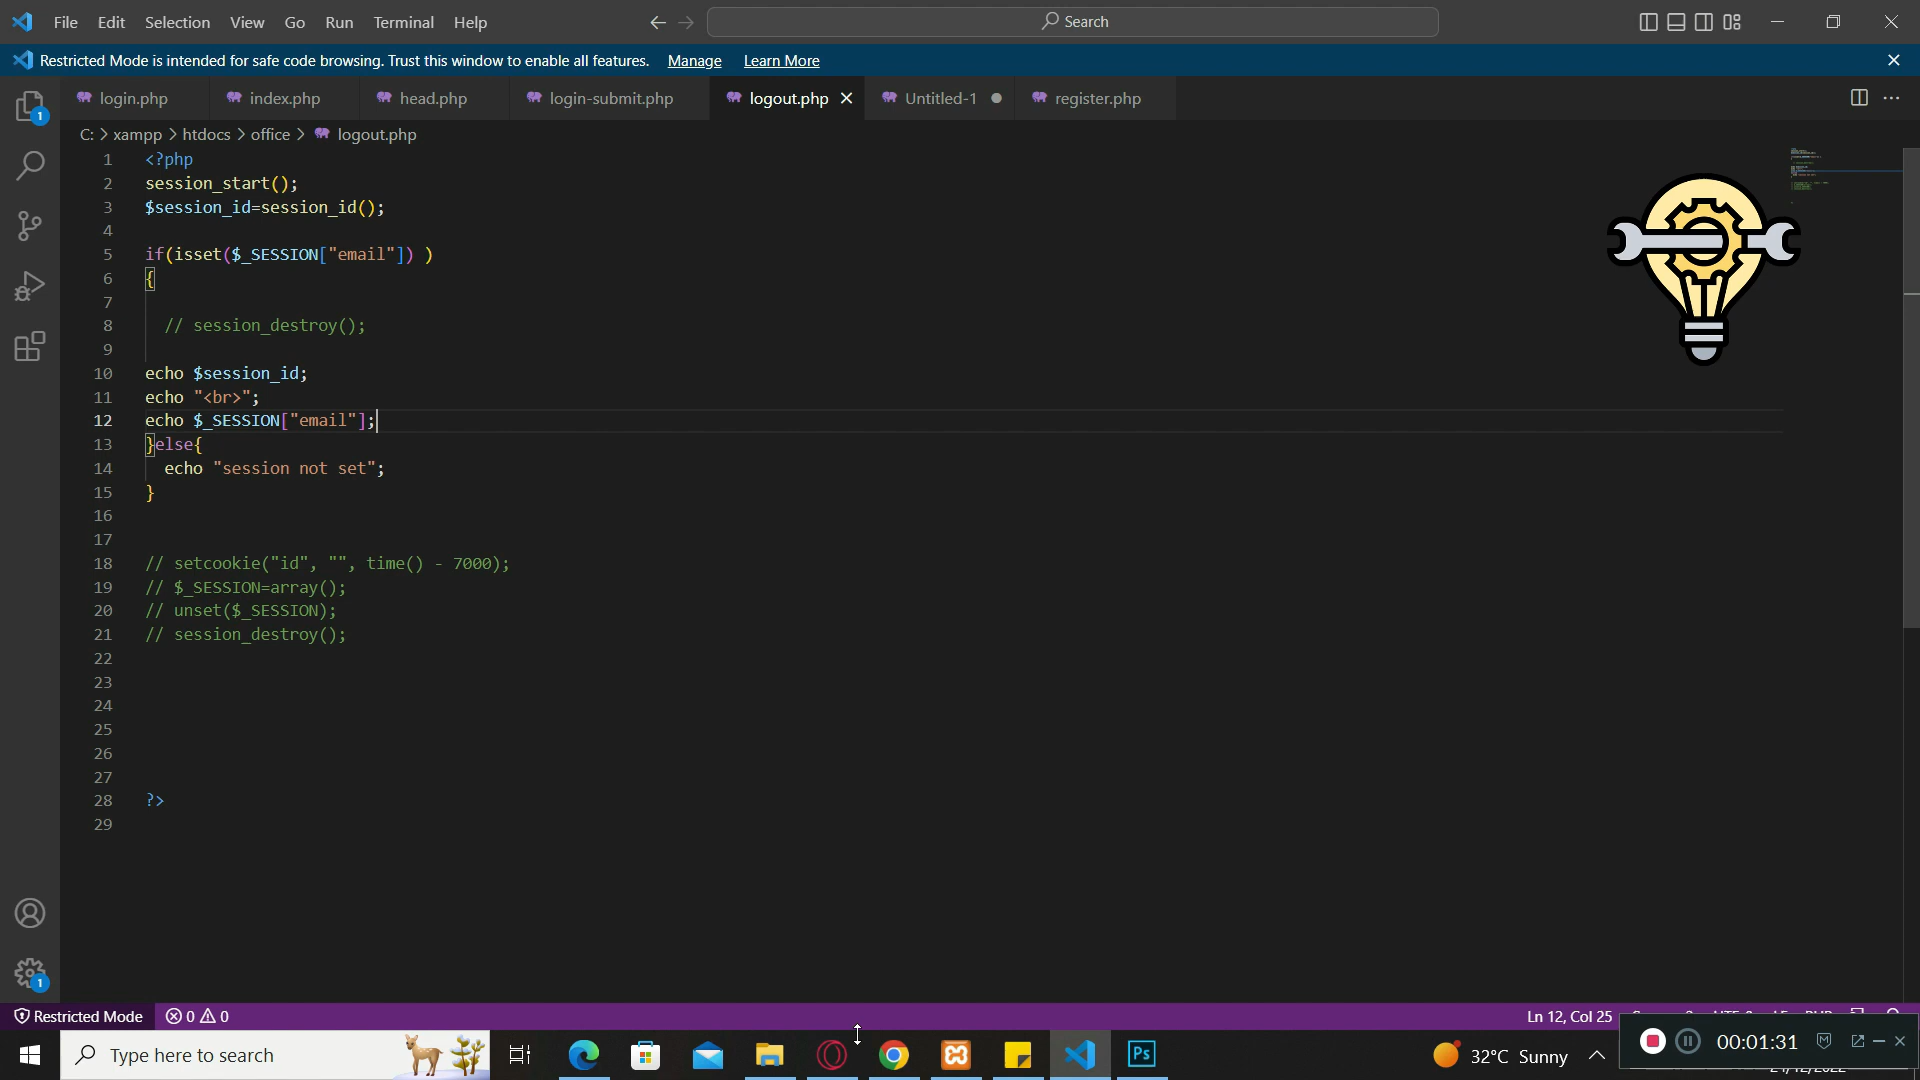 File Edit Selection View Go Run Terminal Help Search
Restricted Mode is intended for safe code browsing. Trust this window to enable all features. Manage Learn More
login.php index.php head.php login-submit.php logout.php Untitled-1 register.php
C: > xampp > htdocs > office > logout.php
1 <?php
2 session_start();
3 $session_id=session_id();
4
5 if(isset($_SESSION["email"]) )
6 {
7
8 // session_destroy();
9
10 echo $session_id;
11 echo "<br>";
12 echo $_SESSION["email"];
13 }else{
14 echo "session not set";
15 }
16
17
18 // setcookie("id", "", time() - 7000);
19 // $_SESSION=array();
20 // unset($_SESSION);
21 // session_destroy();
22
23
24
25
26
27
28 ?>
29
1
1
Restricted Mode 0 0 Ln 12, Col 25
Type here to search Ps 32°C Sunny 00:01:31